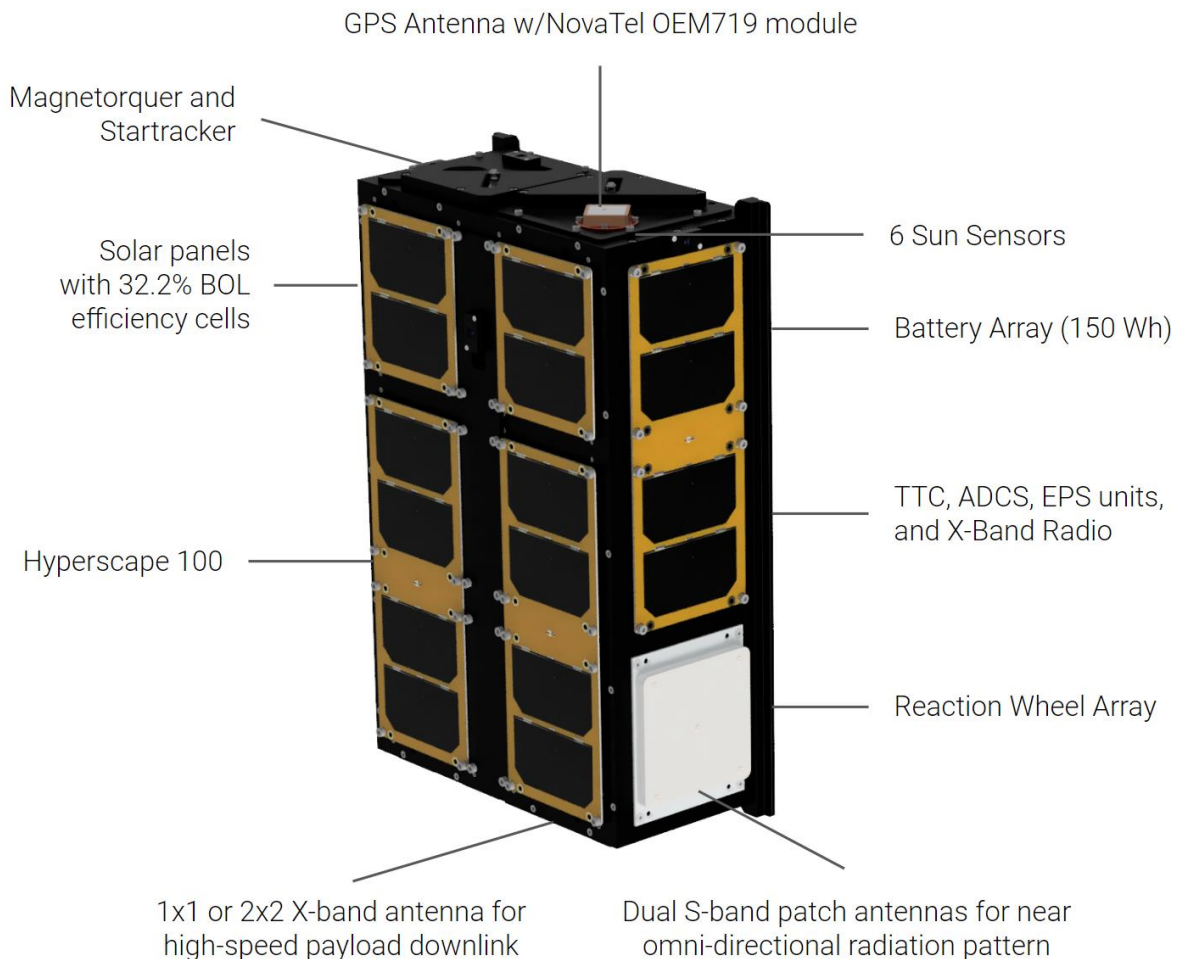 GPS Antenna w/NovaTel OEM719 module
Magnetorquer and
Startracker
6 Sun Sensors
Solar panels
with 32.2% BOL
efficiency cells
Battery Array (150 Wh)
TTC, ADCS, EPS units,
and X-Band Radio
Hyperscape 100
Reaction Wheel Array
1x1 or 2x2 X-band antenna for
high-speed payload downlink
Dual S-band patch antennas for near
omni-directional radiation pattern